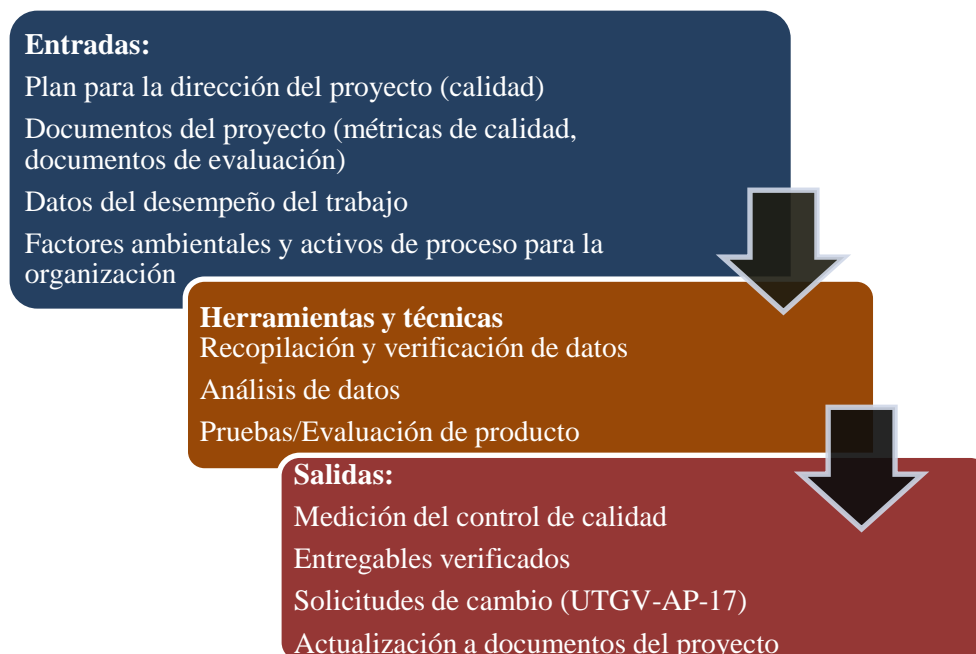 Entradas:
Plan para la dirección del proyecto (calidad)
Documentos del proyecto (métricas de calidad,
documentos de evaluación)
Datos del desempeño del trabajo
Factores ambientales y activos de proceso para la
organización
Herramientas y técnicas
Recopilación y verificación de datos
Análisis de datos
Pruebas/Evaluación de producto
Salidas:
Medición del control de calidad
Entregables verificados
Solicitudes de cambio (UTGV-AP-17)
Actualización a documentos del proyecto